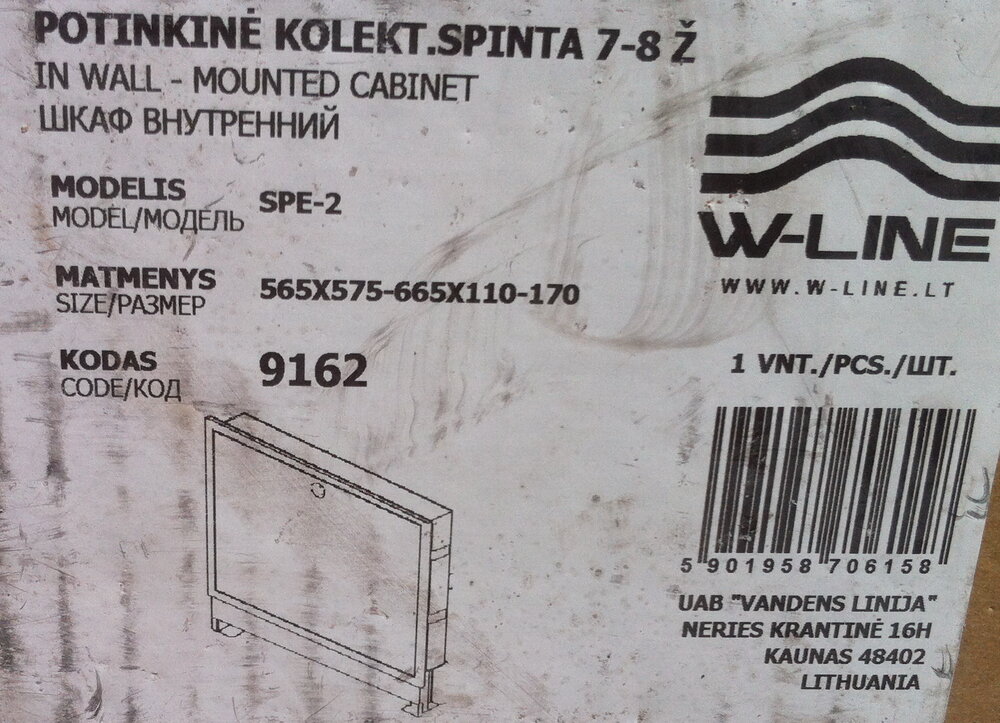 POTINKINĖ KOLEKT.SPINTA 7-8 Ž
IN WALL - MOUNTED CABINET
ШКАФ ВНУТРЕННИЙ
MODELIS
MODEL/МОДЕЛЬ
SPE-2
MATMENYS
SIZE/РАЗМЕР
565X575-665X110-170
KODAS
CODE/КОД
9162
W-LINE
WWW.W-LINE.LT
1 VNT./PCS./ШТ.
5 901958 706158
UAB "VANDENS LINIJA"
NERIES KRANTINĖ 16H
KAUNAS 48402
LITHUANIA